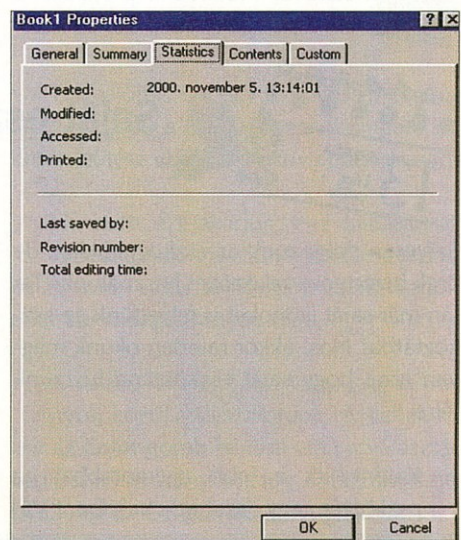 Book1 Properties
General Summary Statistics Contents Custom
Created: 2000. november 5. 13:14:01
Modified:
Accessed:
Printed:
Last saved by:
Revision number:
Total editing time:
OK Cancel